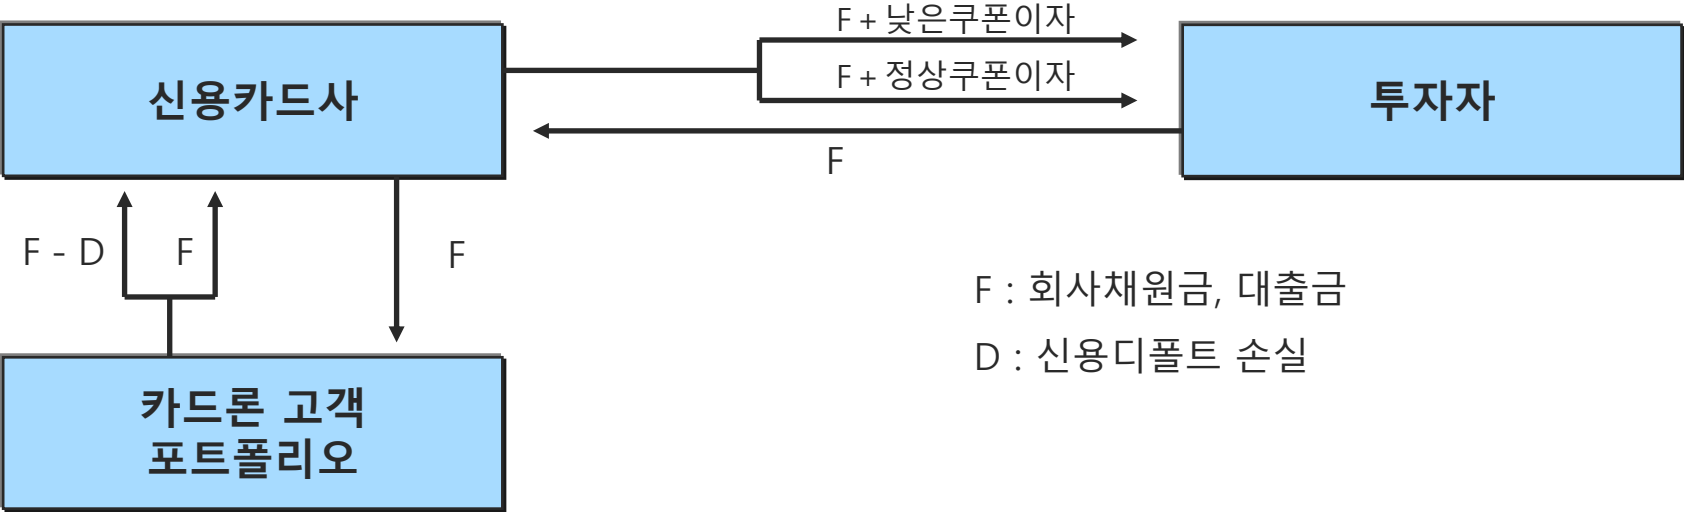 F + 낮은쿠폰이자
신용카드사
F + 정상쿠폰이자
투자자
F
F - D
F
F
F : 회사채원금, 대출금
D : 신용디폴트 손실
카드론 고객
포트폴리오